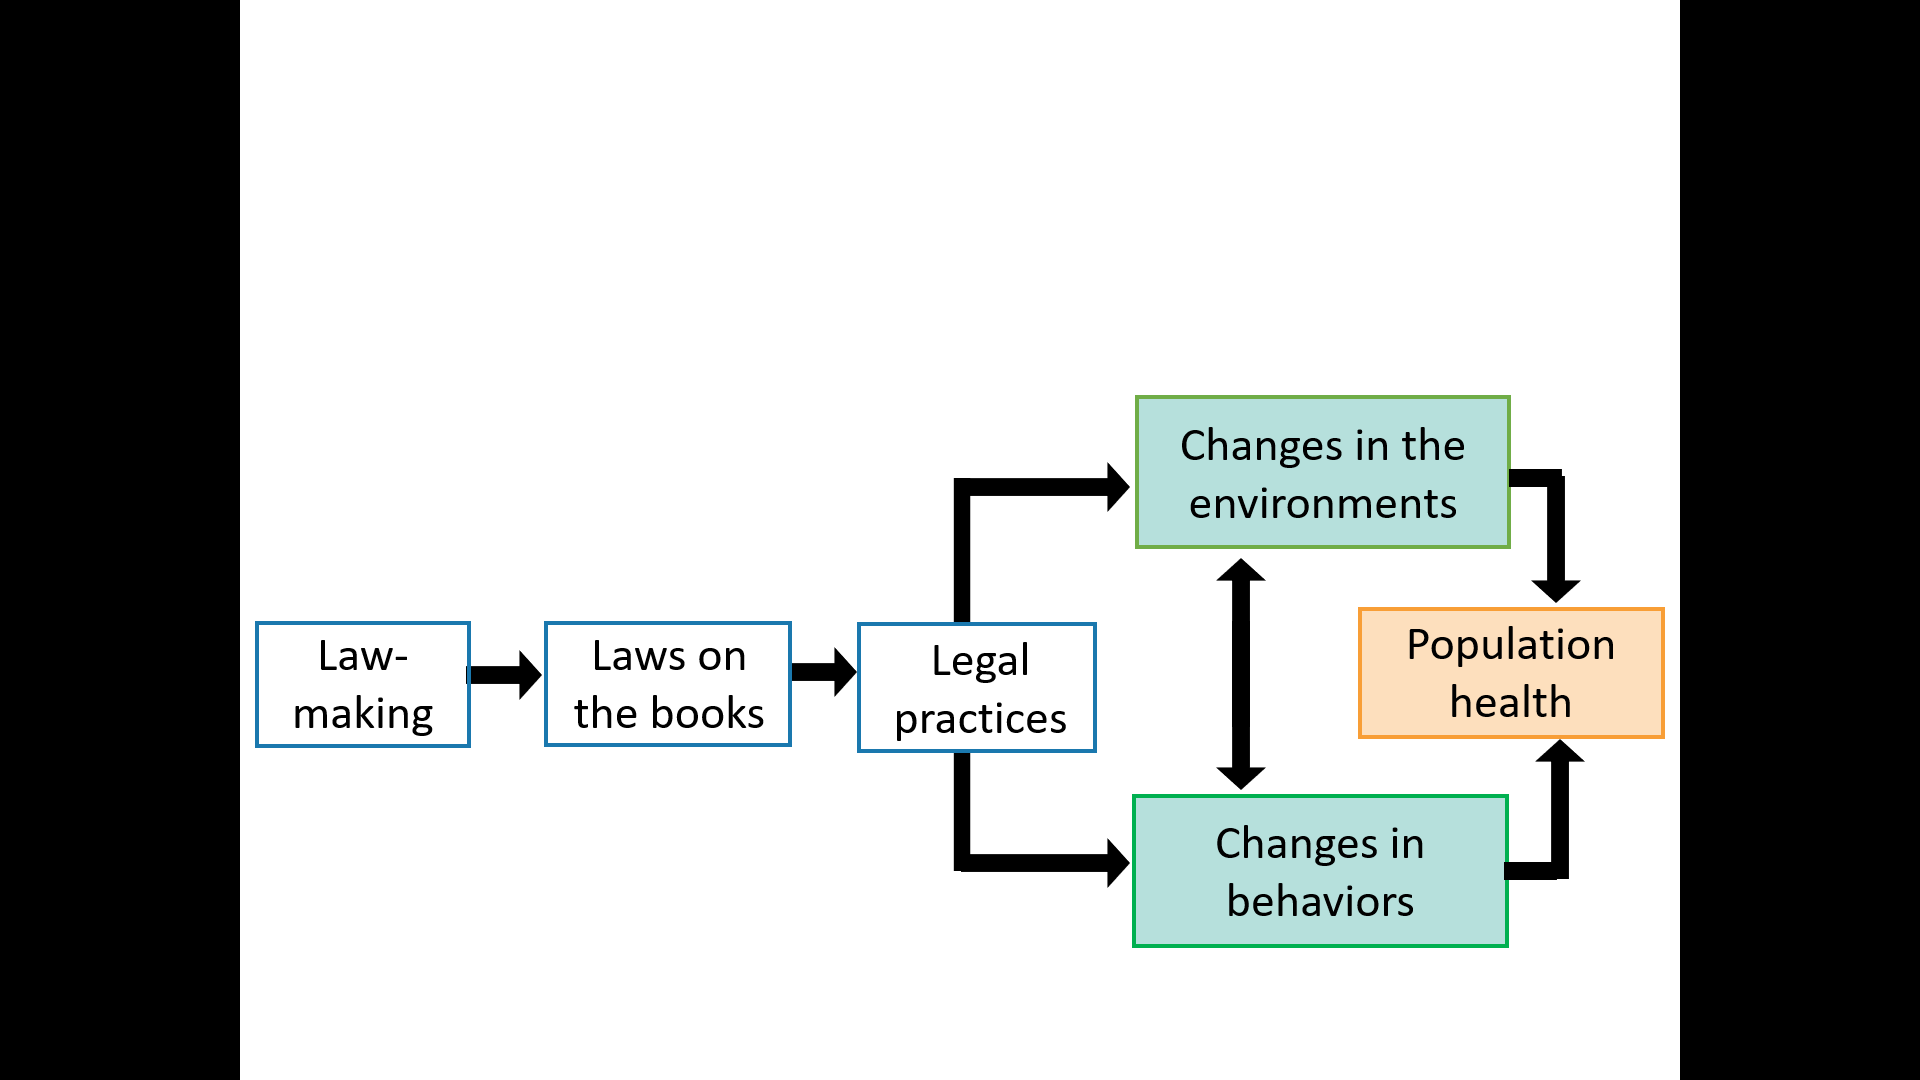 Law-
making
Laws on
the books
Legal
practices
Changes in the
environments
Changes in
behaviors
Population
health